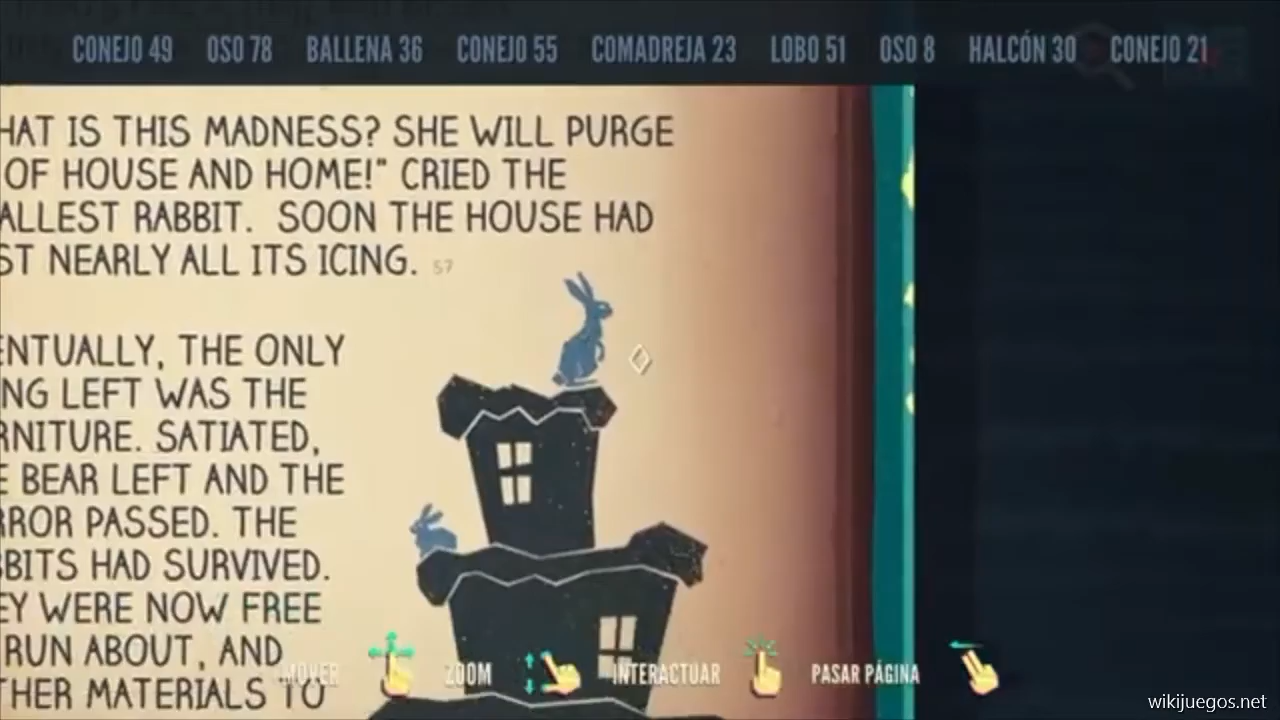 CONEJO 49 OSO 78 BALLENA 36 CONEJO 55 COMADREJA 23 LOBO 51 OSO 8 HALCÓN 30 CONEJO 21
HAT IS THIS MADNESS? SHE WILL PURGE
OF HOUSE AND HOME!" CRIED THE
ALLEST RABBIT. SOON THE HOUSE HAD
ST NEARLY ALL ITS ICING. 57
ENTUALLY, THE ONLY
NG LEFT WAS THE
RNITURE. SATIATED,
E BEAR LEFT AND THE
RROR PASSED. THE
BBITS HAD SURVIVED.
EY WERE NOW FREE
RUN ABOUT, AND
THER MATERIALS TO
MOVER ZOOM INTERACTUAR PASAR PÁGINA
wikijuegos.net